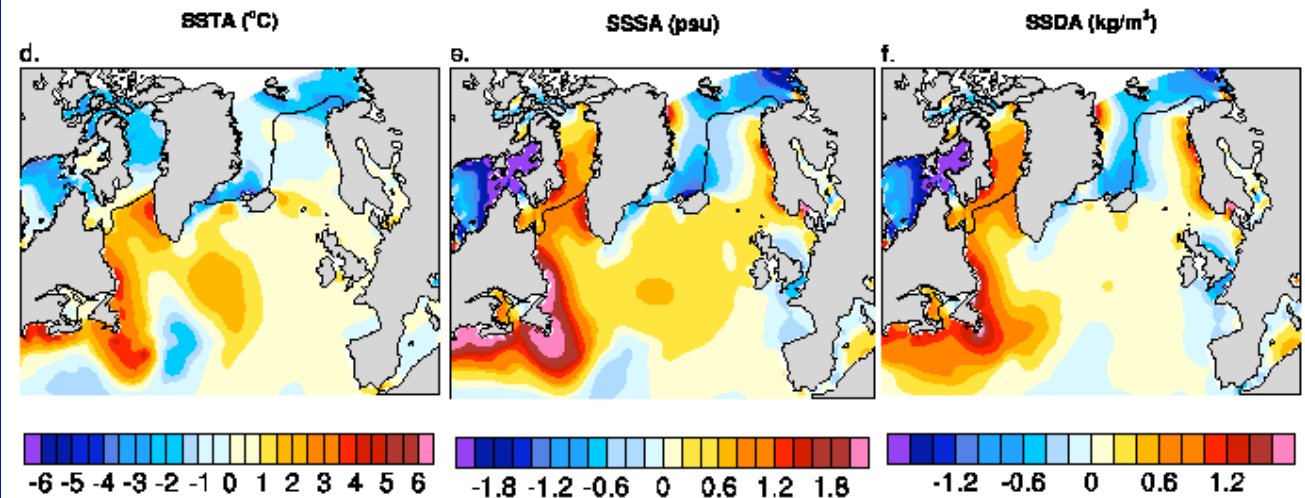 SSTA (°C) SSSA (psu) SSDA (kg/m³)
d. e. f.
-6 -5 -4 -3 -2 -1 0 1 2 3 4 5 6 -1.8 -1.2 -0.6 0 0.6 1.2 1.8 -1.2 -0.6 0 0.6 1.2